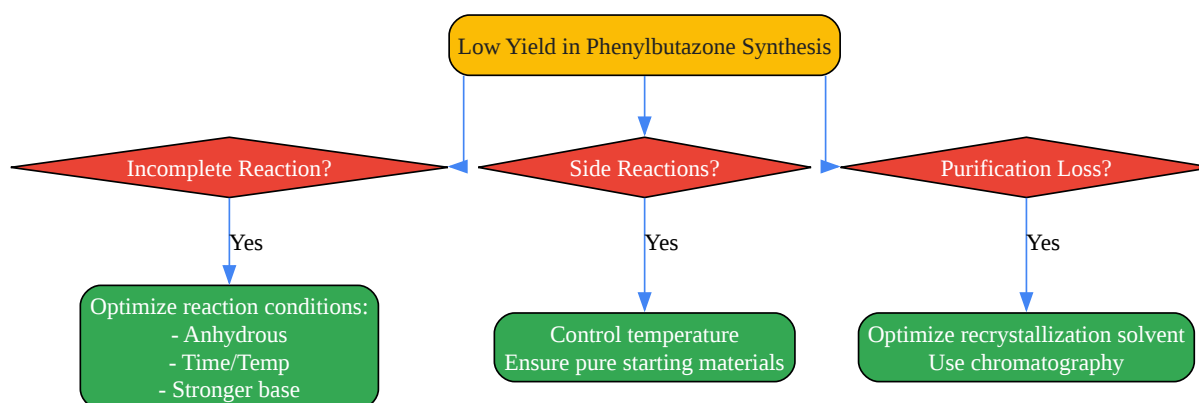 Low Yield in Phenylbutazone Synthesis
Incomplete Reaction?
Side Reactions?
Purification Loss?
Yes
Yes
Yes
Optimize reaction conditions:
- Anhydrous
- Time/Temp
- Stronger base
Control temperature
Ensure pure starting materials
Optimize recrystallization solvent
Use chromatography